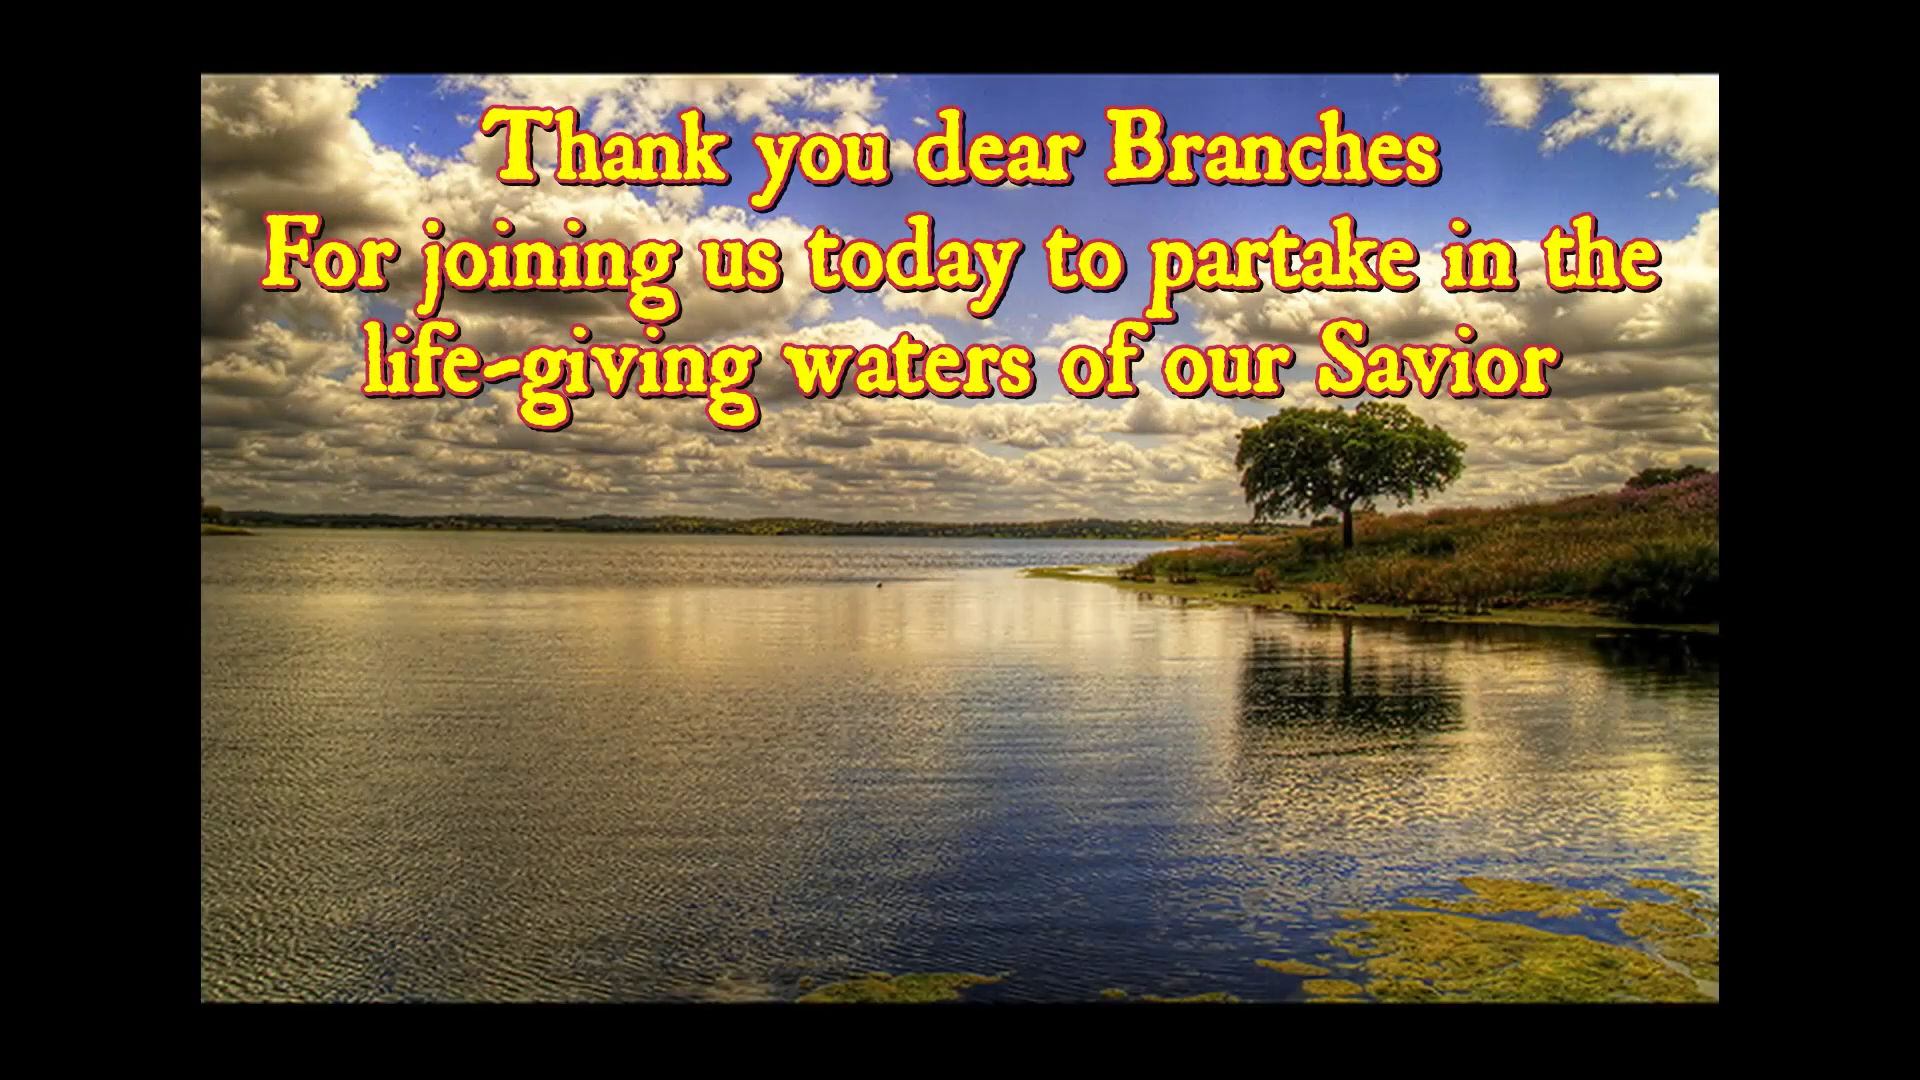 Thank you dear Branches
For joining us today to partake in the
life-giving waters of our Savior